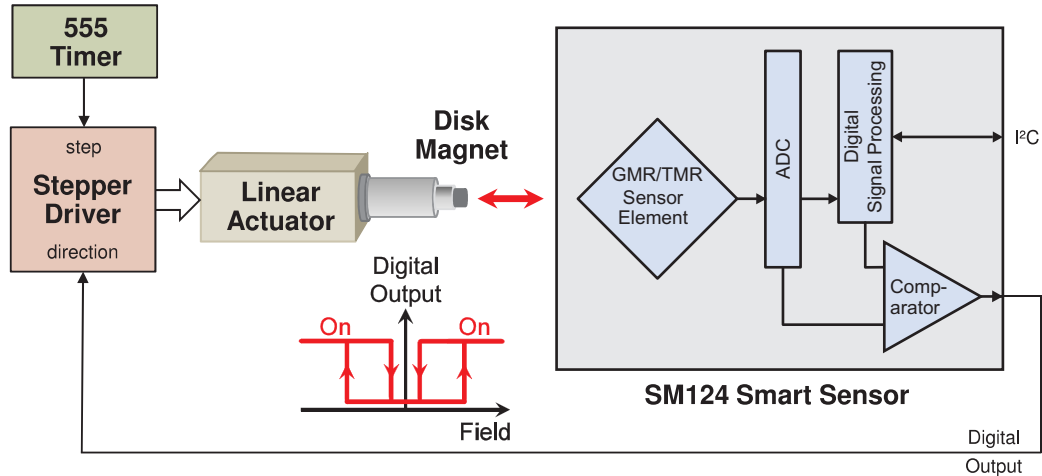 555
Timer
step
Stepper
Driver
direction
Linear
Actuator
Disk
Magnet
GMR/TMR
Sensor
Element
ADC
Digital
Signal Processing
I²C
Comp-
arator
SM124 Smart Sensor
Digital
Output
On
On
Field
Digital
Output